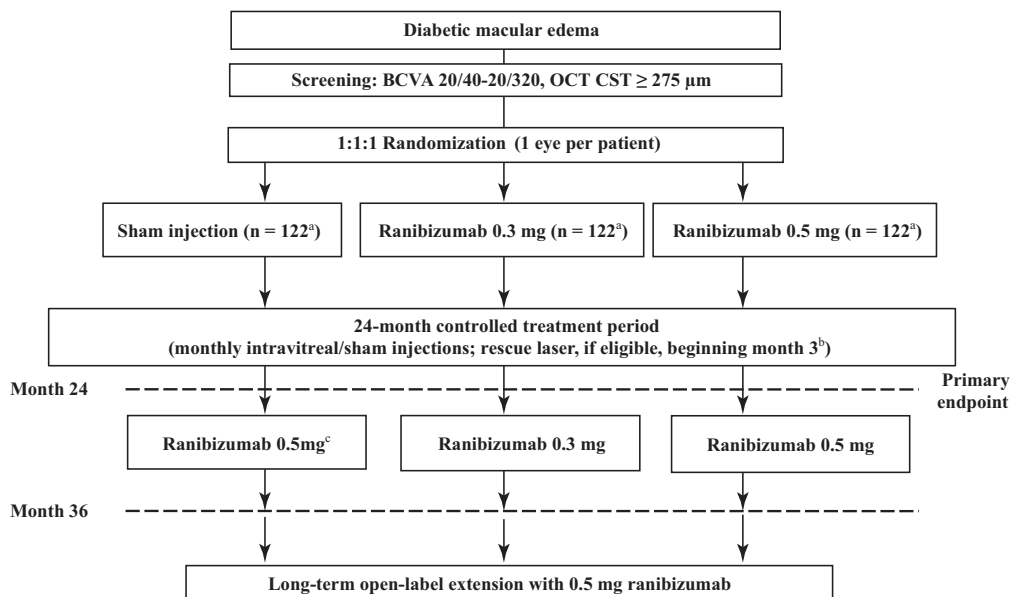 Diabetic macular edema
Screening: BCVA 20/40-20/320, OCT CST ≥ 275 μm
1:1:1 Randomization (1 eye per patient)
Sham injection (n = 122a)
Ranibizumab 0.3 mg (n = 122a)
Ranibizumab 0.5 mg (n = 122a)
24-month controlled treatment period
(monthly intravitreal/sham injections; rescue laser, if eligible, beginning month 3b)
Month 24
Primary
endpoint
Ranibizumab 0.5mgc
Ranibizumab 0.3 mg
Ranibizumab 0.5 mg
Month 36
Long-term open-label extension with 0.5 mg ranibizumab